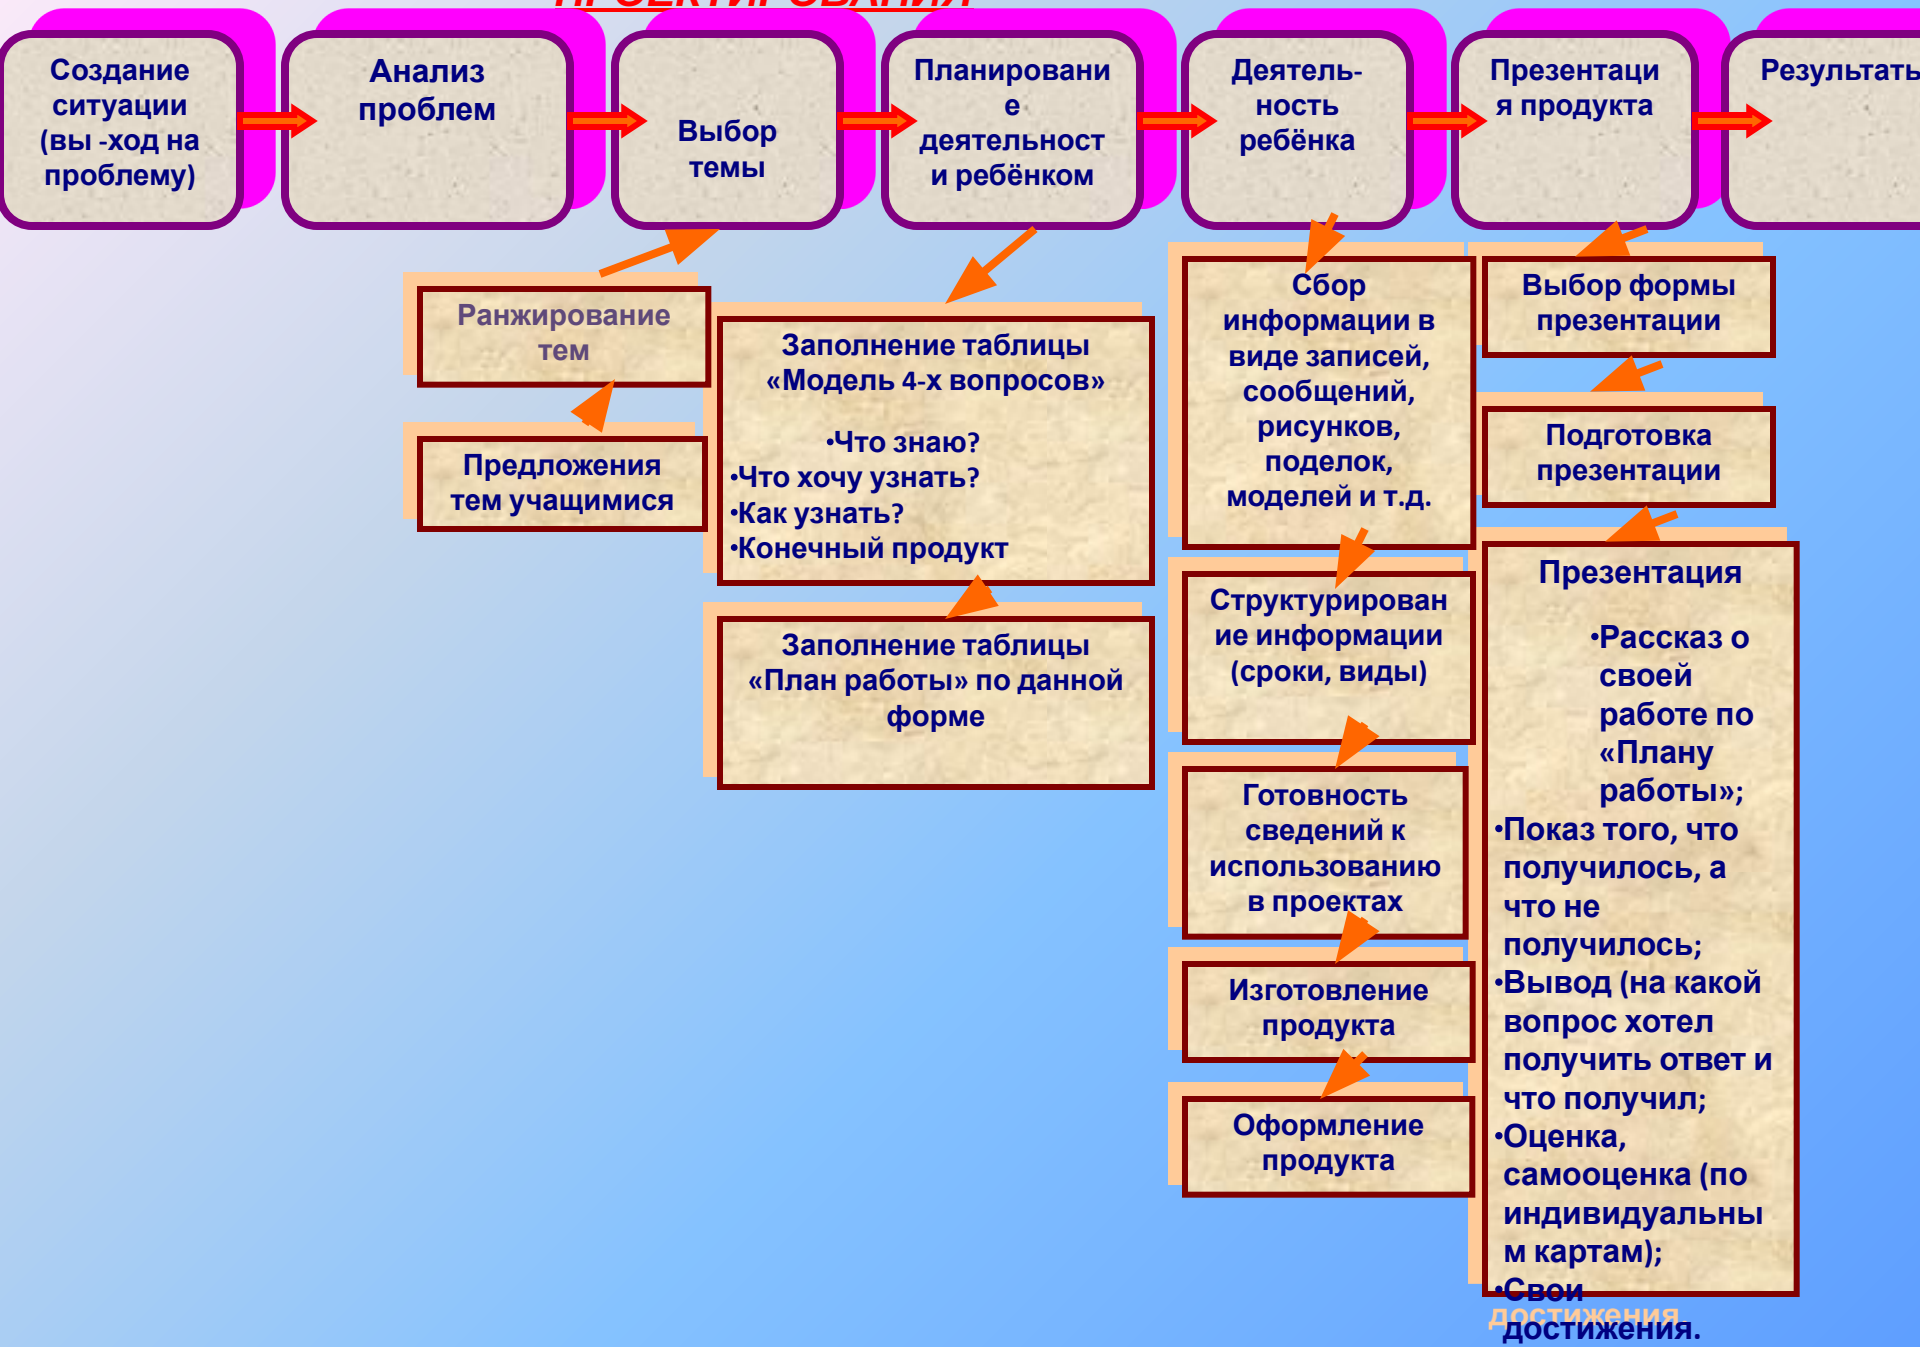 ПРОЕКТИРОВАНИЯ
Создание
ситуации
(вы -ход на
проблему)
Анализ
проблем
Выбор
темы
Планировани
е
деятельност
и ребёнком
Деятель-
ность
ребёнка
Презентаци
я продукта
Результать
Ранжирование
тем
Предложения
тем учащимися
Заполнение таблицы
«Модель 4-х вопросов»
•Что знаю?
•Что хочу узнать?
•Как узнать?
•Конечный продукт
Заполнение таблицы
«План работы» по данной
форме
Сбор
информации в
виде записей,
сообщений,
рисунков,
поделок,
моделей и т.д.
Структурирован
ие информации
(сроки, виды)
Готовность
сведений к
использованию
в проектах
Изготовление
продукта
Оформление
продукта
Выбор формы
презентации
Подготовка
презентации
Презентация
•Рассказ о
своей
работе по
«Плану
работы»;
•Показ того, что
получилось, а
что не
получилось;
•Вывод (на какой
вопрос хотел
получить ответ и
что получил;
•Оценка,
самооценка (по
индивидуальны
м картам);
•Свои
достижения.